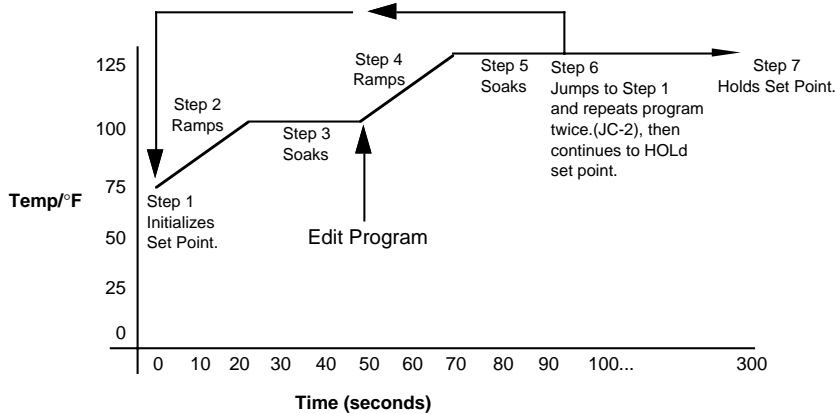 125
100
75
50
25
0
Temp/°F
Step 1
Initializes
Set Point.
Step 2
Ramps
Step 3
Soaks
Edit Program
Step 4
Ramps
Step 5
Soaks
Step 6
Jumps to Step 1
and repeats program
twice.(JC-2), then
continues to HOLd
set point.
Step 7
Holds Set Point.
0 10 20 30 40 50 60 70 80 90 100... 300
Time (seconds)